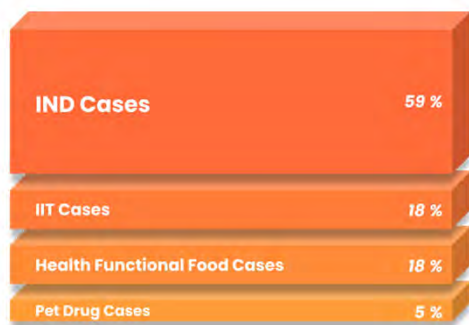 IND Cases 59 %
IIT Cases 18 %
Health Functional Food Cases 18 %
Pet Drug Cases 5 %